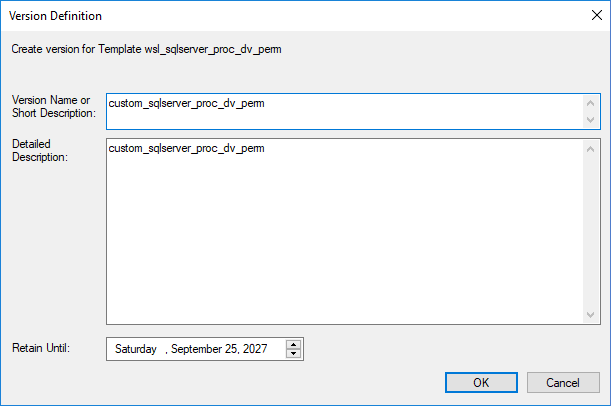 Version Definition
Create version for Template wsl_sqlserver_proc_dv_perm
Version Name or
Short Description:
custom_sqlserver_proc_dv_perm
Detailed
Description:
custom_sqlserver_proc_dv_perm
Retain Until:
Saturday , September 25, 2027
OK
Cancel